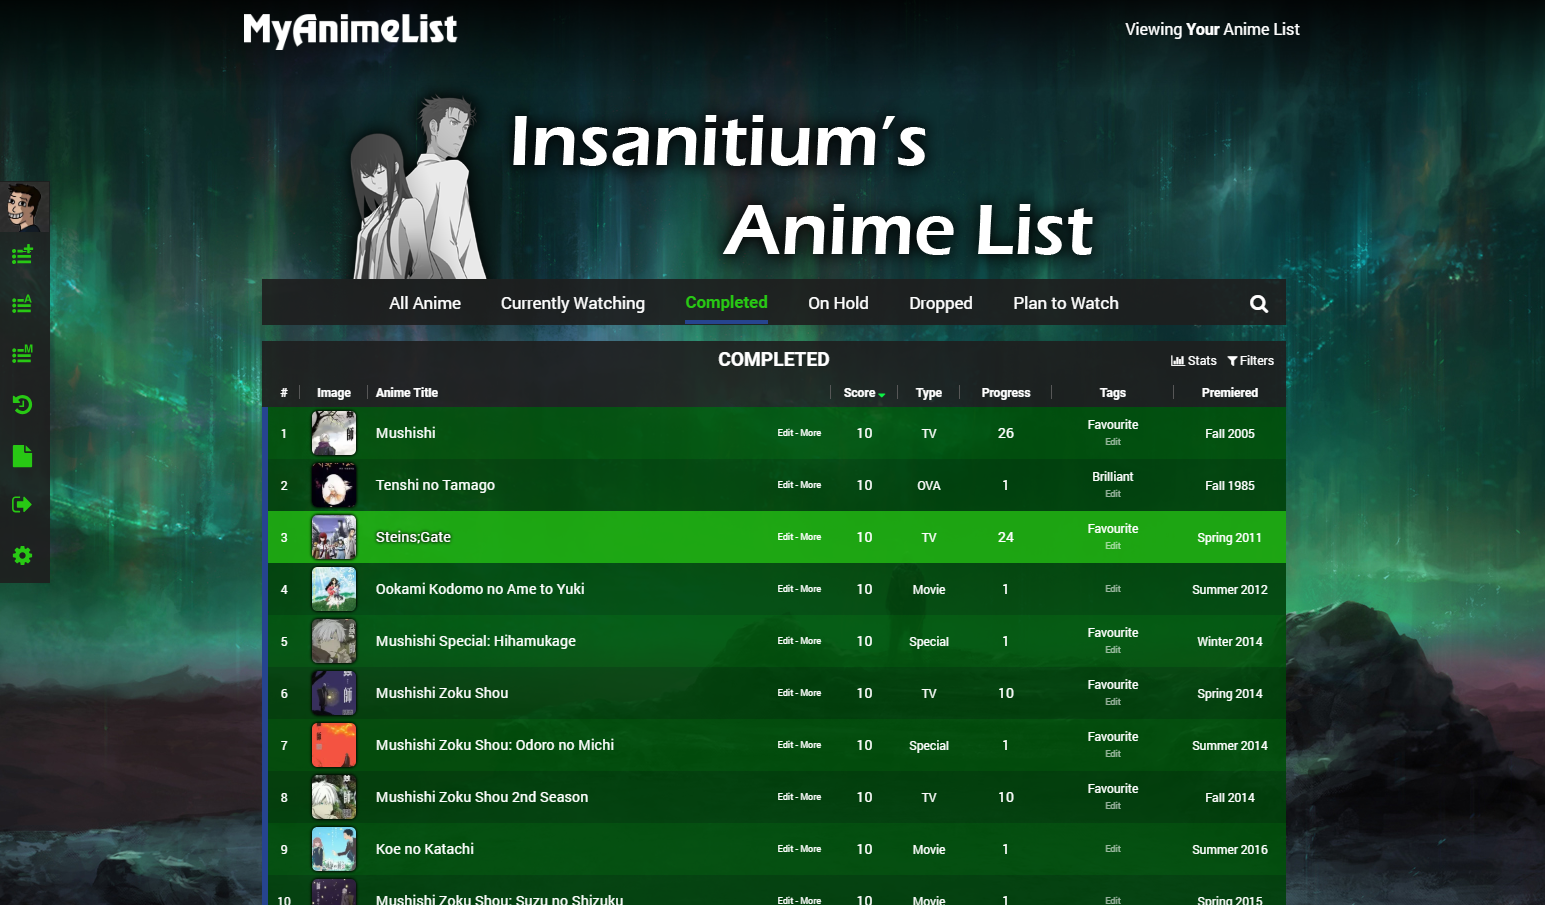 MyAnimeList
Viewing Your Anime List
Insanitium's
Anime List
All Anime Currently Watching Completed On Hold Dropped Plan to Watch
COMPLETED
Stats Filters
# Image Anime Title Score Type Progress Tags Premiered
1 Mushishi Edit - More 10 TV 26 Favourite Edit Fall 2005
2 Tenshi no Tamago Edit - More 10 OVA 1 Brilliant Edit Fall 1985
3 Steins;Gate Edit - More 10 TV 24 Favourite Edit Spring 2011
4 Ookami Kodomo no Ame to Yuki Edit - More 10 Movie 1 Edit Summer 2012
5 Mushishi Special: Hihamukage Edit - More 10 Special 1 Favourite Edit Winter 2014
6 Mushishi Zoku Shou Edit - More 10 TV 10 Favourite Edit Spring 2014
7 Mushishi Zoku Shou: Odoro no Michi Edit - More 10 Special 1 Favourite Edit Summer 2014
8 Mushishi Zoku Shou 2nd Season Edit - More 10 TV 10 Favourite Edit Fall 2014
9 Koe no Katachi Edit - More 10 Movie 1 Edit Summer 2016
10 Mushishi Zoku Shou: Suzu no Shizuku Edit - More 10 Movie 1 Edit Spring 2015
A
M